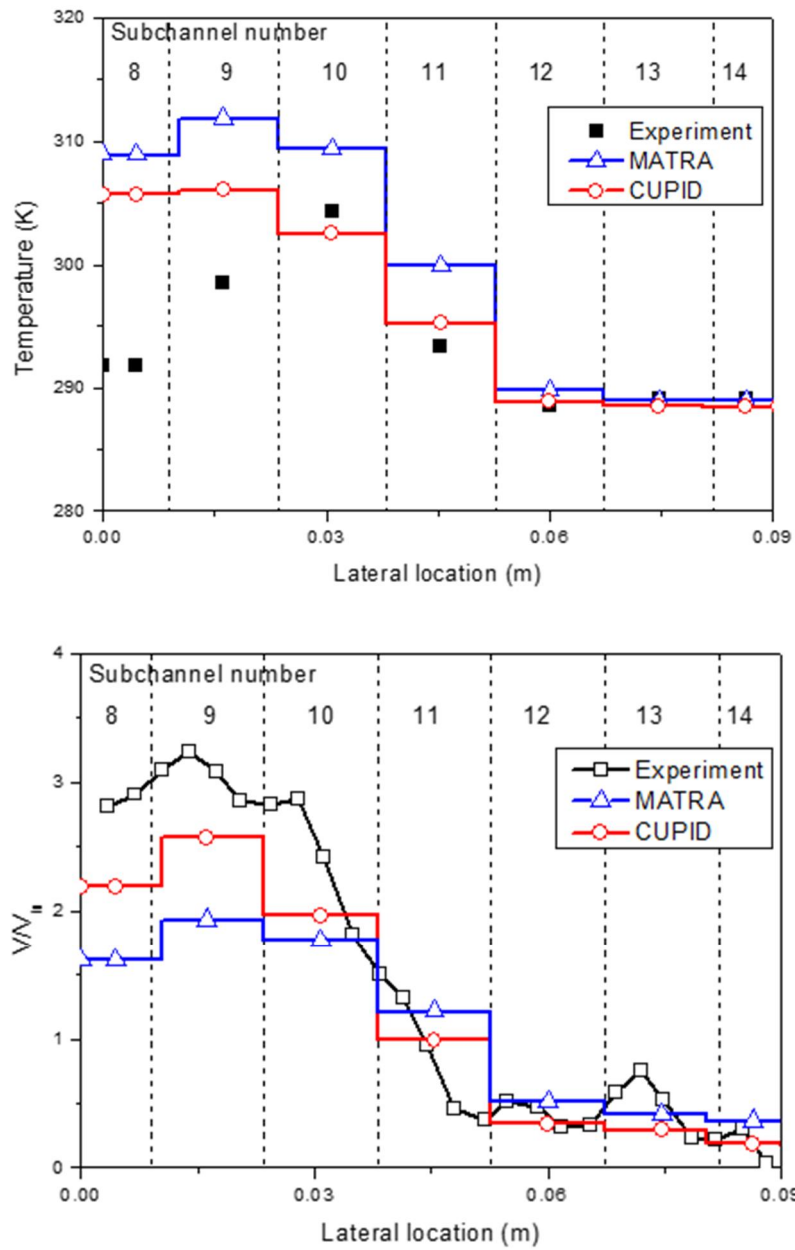 320
Subchannel number
8 9 10 11 12 13 14
Experiment
MATRA
CUPID
310
300
290
280
Temperature (K)
0.00 0.03 0.06 0.09
Lateral location (m)
4
Subchannel number
8 9 10 11 12 13 14
Experiment
MATRA
CUPID
3
2
1
0
0.00 0.03 0.06 0.09
Lateral location (m)